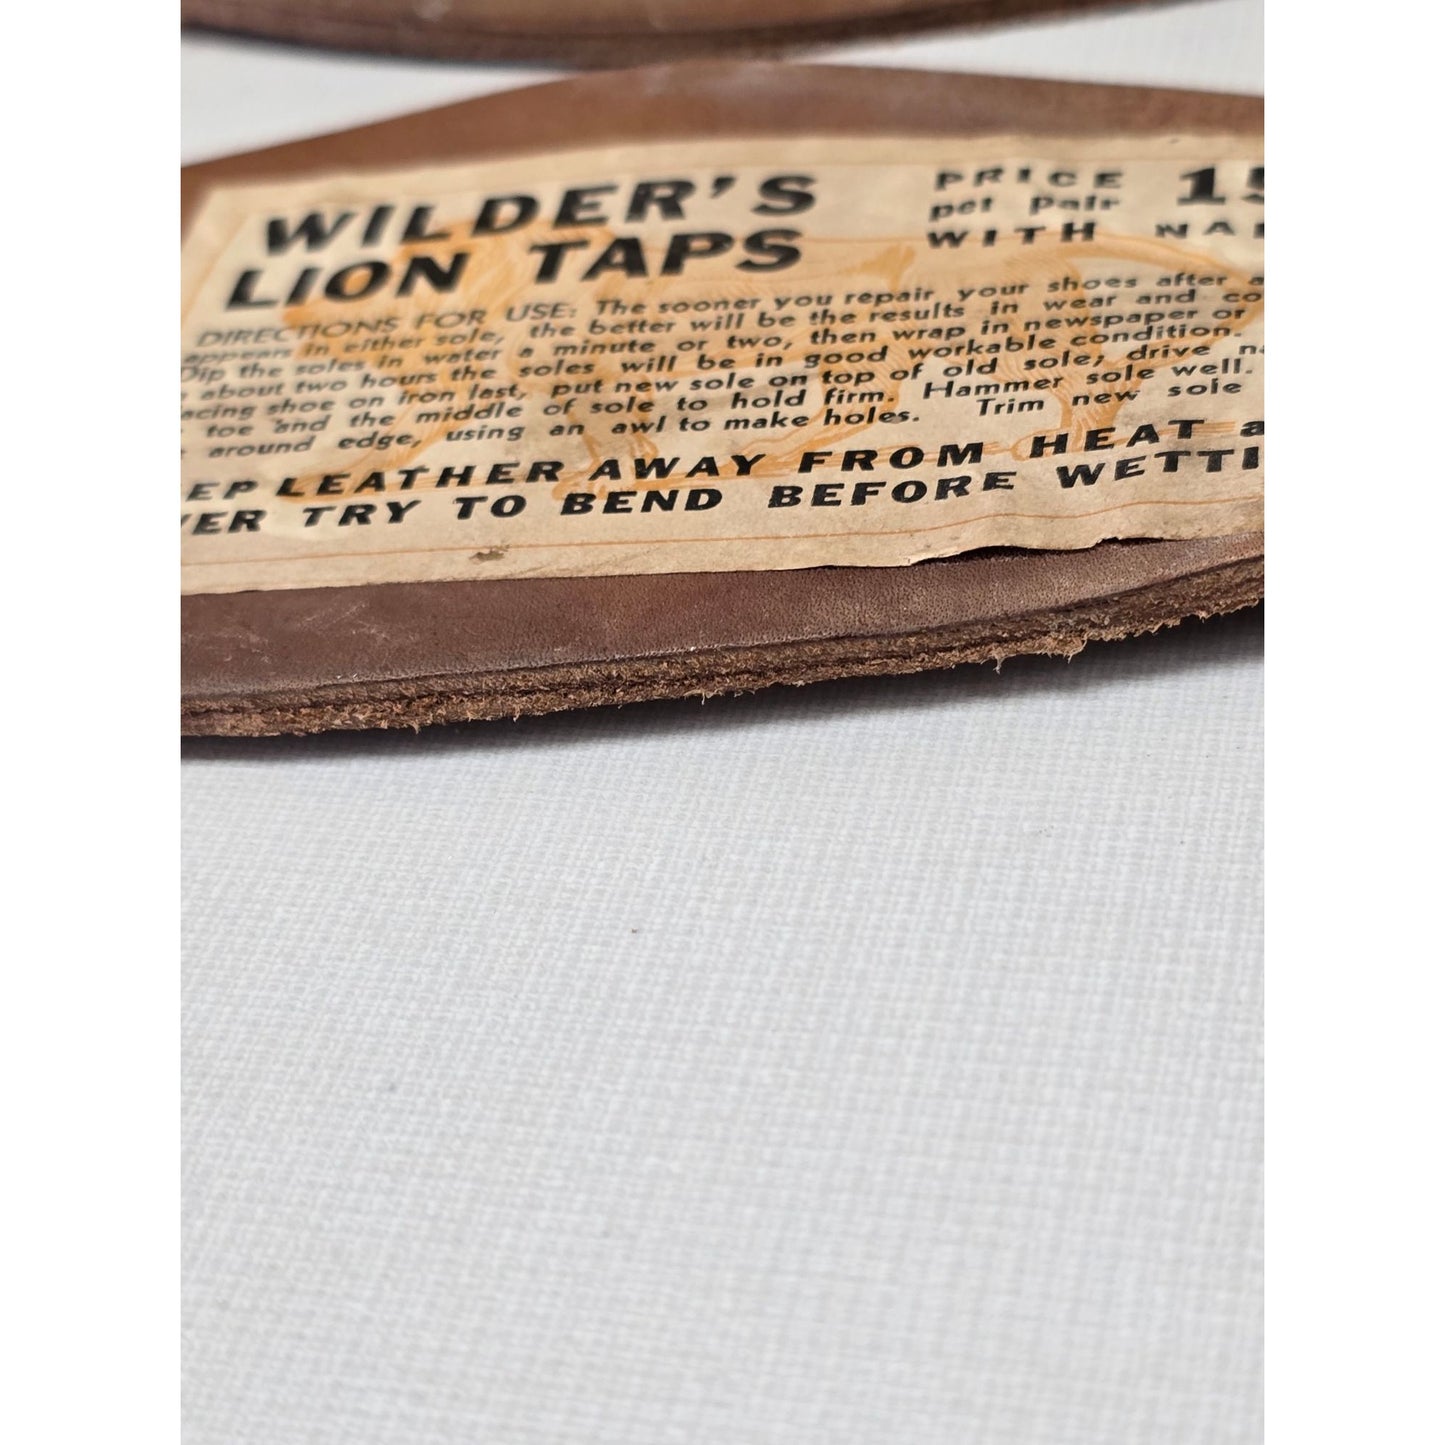 WILDER'S
LION TAPS
PRICE
per pair
WITH
15
DIRECTIONS FOR USE: The sooner you repair your shoes after a
appears in either sole, the better will be the results in wear and co
Dip the soles in water a minute or two, then wrap in newspaper or
about two hours the soles will be in good workable condition.
acing shoe on iron last, put new sole on top of old sole; drive n
toe and the middle of sole to hold firm. Hammer sole well.
around edge, using an awl to make holes. Trim new sole
EP LEATHER AWAY FROM HEAT a
VER TRY TO BEND BEFORE WETTI